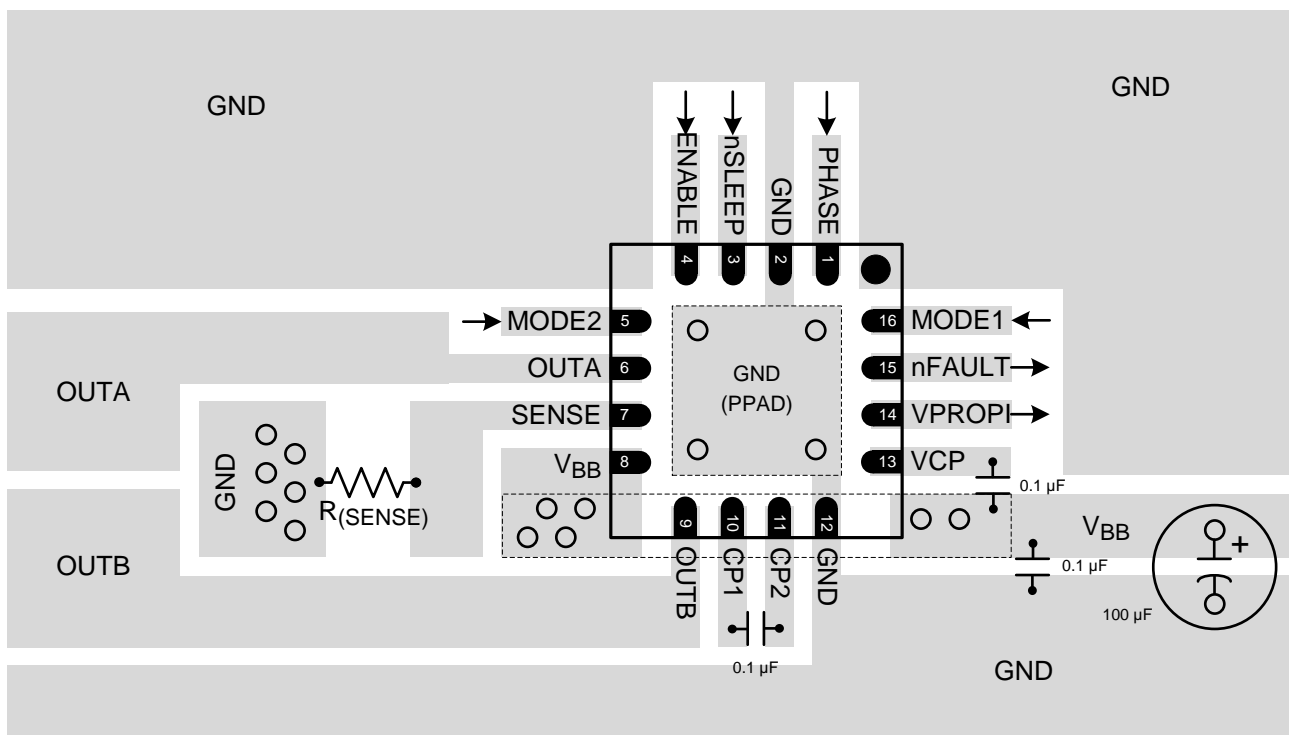 GND
GND
ENABLE
nSLEEP
GND
PHASE
4
3
2
1
MODE2
5
16
MODE1
OUTA
6
15
nFAULT
OUTA
GND
(PPAD)
SENSE
7
14
VPROPI
GND
VBB
8
13
VCP
0.1 µF
R(SENSE)
9
10
11
12
VBB
+
OUTB
OUTB
CP1
CP2
GND
0.1 µF
100 µF
0.1 µF
GND